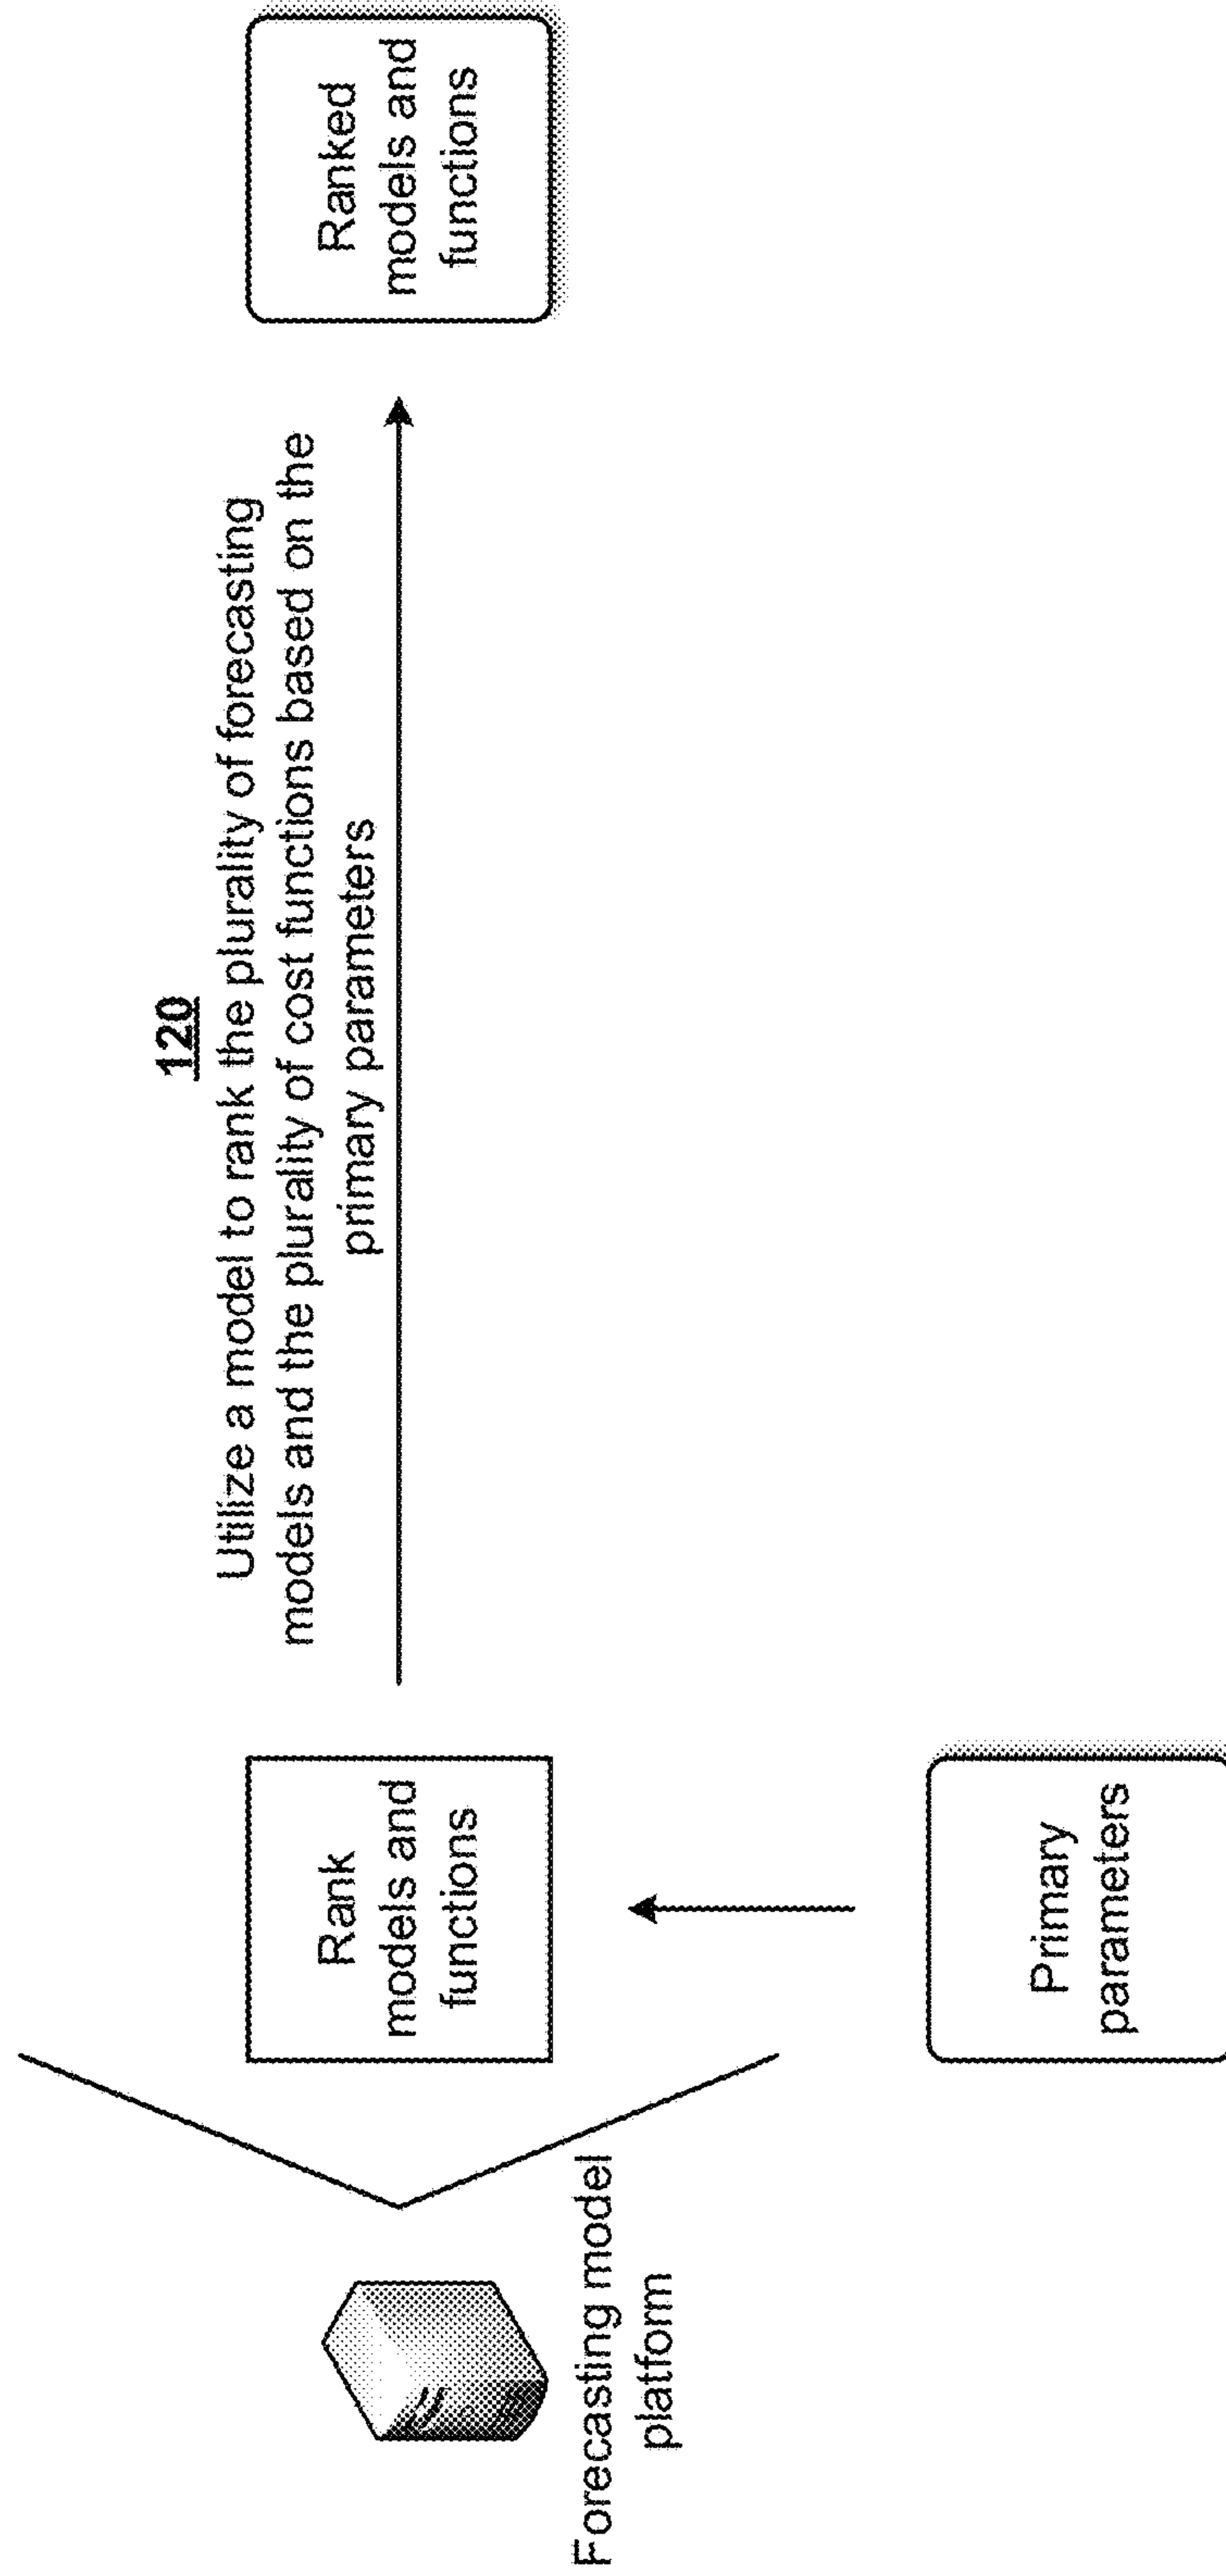 120
Utilize a model to rank the plurality of forecasting
models and the plurality of cost functions based on the
primary parameters
Forecasting model
platform
Rank
models and
functions
Ranked
models and
functions
Primary
parameters